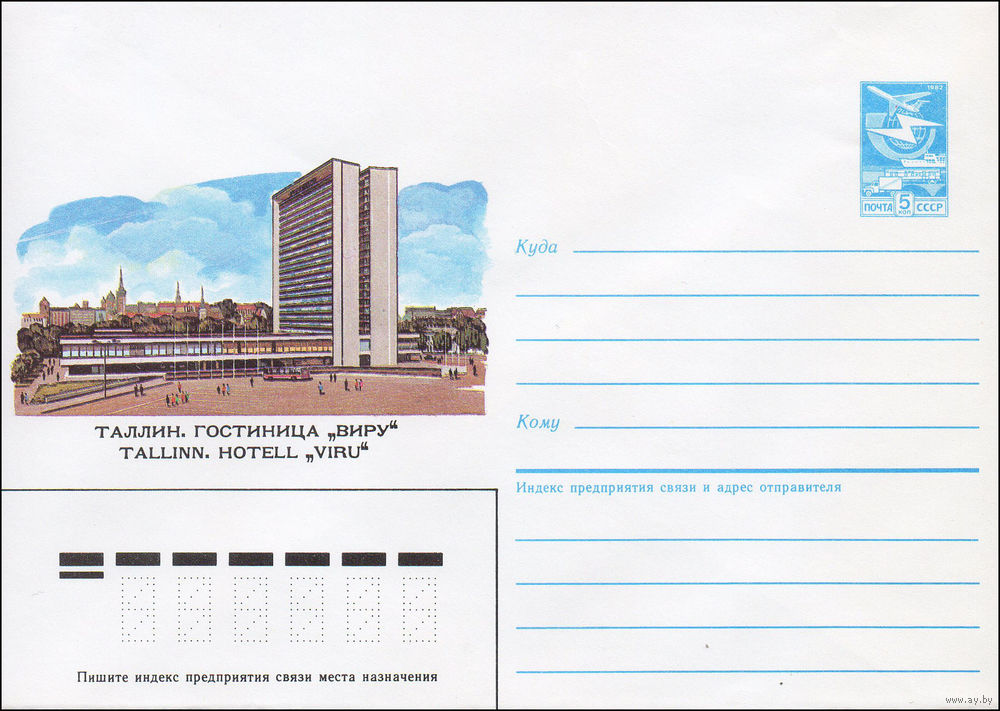 1982
ПОЧТА 5 КОП СССР
Куда
ТАЛЛИН. ГОСТИНИЦА „ВИРУ“
TALLINN. HOTELL „VIRU“
Кому
Индекс предприятия связи и адрес отправителя
Пишите индекс предприятия связи места назначения
www.ay.by